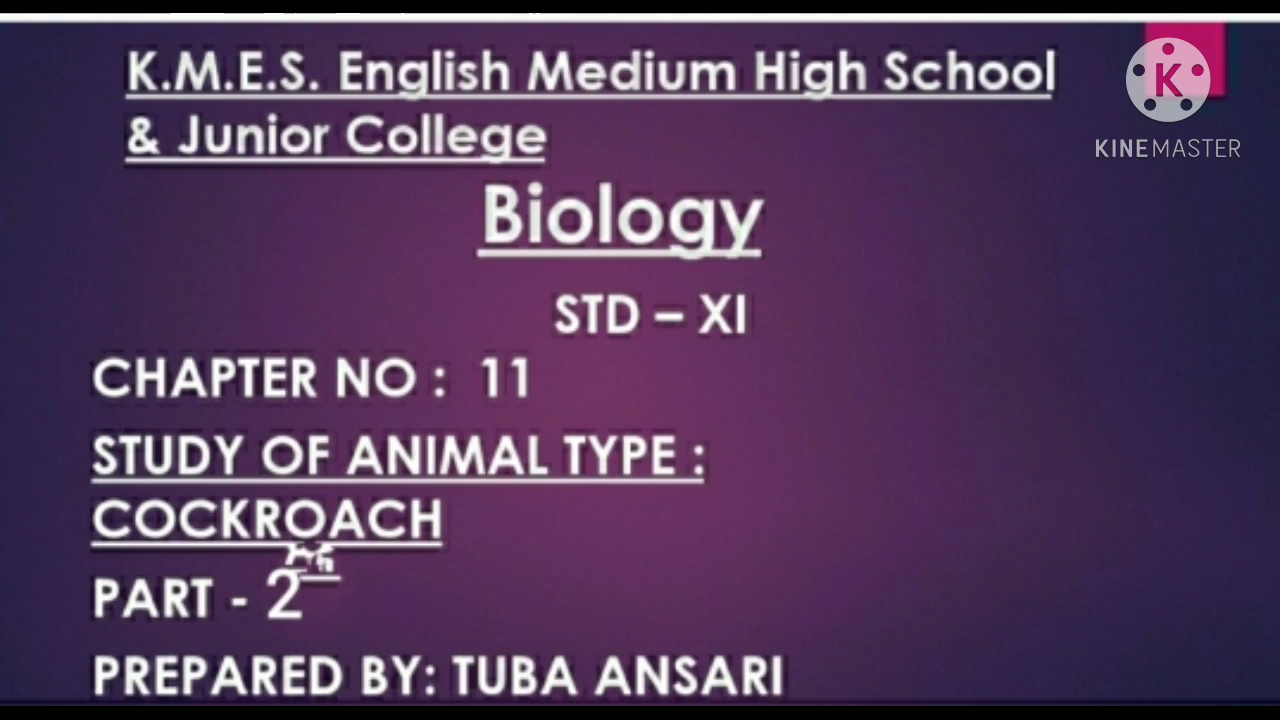 K.M.E.S. English Medium High School
& Junior College
Biology
STD – XI
CHAPTER NO : 11
STUDY OF ANIMAL TYPE :
COCKROACH
PART - 2
PREPARED BY: TUBA ANSARI
K
KINEMASTER